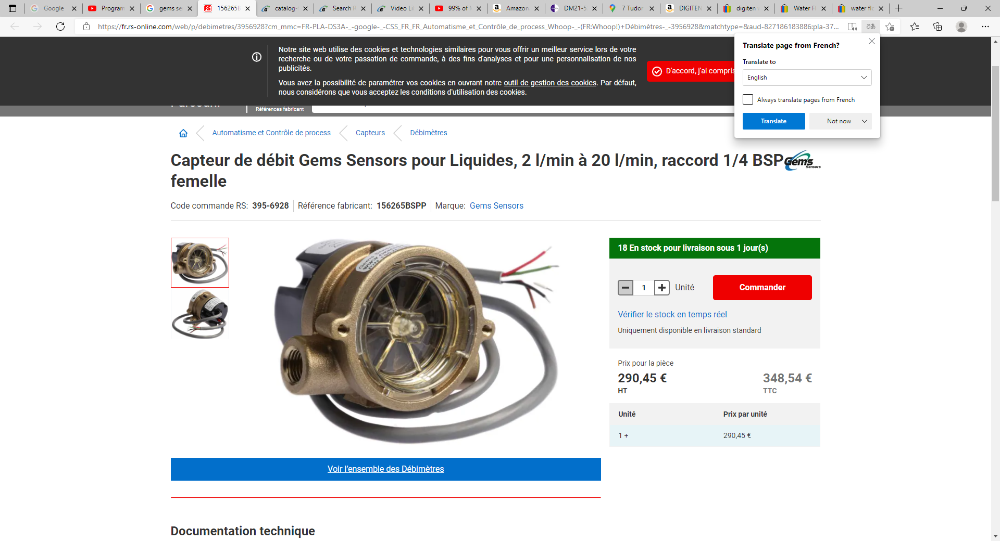 Google
Program
gems se
156265B
catalog-
Search R
Video Li
99% of M
Amazon
DM21-5
7 Tudor
DIGITEN
digiten w
Water Fl
water flo
https://fr.rs-online.com/web/p/debimetres/3956928?cm_mmc=FR-PLA-DS3A-_-google-_-CSS_FR_FR_Automatisme_et_Contrôle_de_process_Whoop-_-(FR:Whoop!)+Débimètres-_-3956928&matchtype=&aud-827186183886:pla-37...
Translate page from French?
Translate to
English
Always translate pages from French
Translate
Not now
Notre site web utilise des cookies et technologies similaires pour vous offrir un meilleur service lors de votre
recherche ou de votre passation de commande, à des fins d'analyses et pour une personnalisation de nos
publicités.
Vous avez la possibilité de paramétrer vos cookies en ouvrant notre outil de gestion des cookies. Par défaut,
nous considérons que vous acceptez les conditions d'utilisation des cookies.
D'accord, j'ai compris
Références fabricant
Automatisme et Contrôle de process
Capteurs
Débimètres
Capteur de débit Gems Sensors pour Liquides, 2 l/min à 20 l/min, raccord 1/4 BSP
femelle
Gems
Sensors
Code commande RS: 395-6928
Référence fabricant: 156265BSPP
Marque: Gems Sensors
18 En stock pour livraison sous 1 jour(s)
1
Unité
Commander
Vérifier le stock en temps réel
Uniquement disponible en livraison standard
Prix pour la pièce
290,45 €
348,54 €
HT
TTC
Unité
Prix par unité
1 +
290,45 €
Voir l'ensemble des Débimètres
Documentation technique